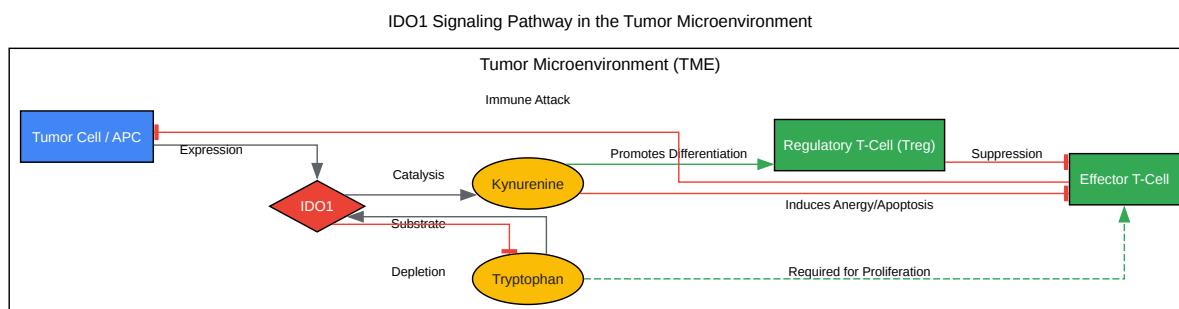 IDO1 Signaling Pathway in the Tumor Microenvironment
Tumor Microenvironment (TME)
Immune Attack
Tumor Cell / APC
Expression
Promotes Differentiation
Regulatory T-Cell (Treg)
Suppression
Catalysis
Kynurenine
Effector T-Cell
IDO1
Induces Anergy/Apoptosis
Substrate
Depletion
Tryptophan
Required for Proliferation